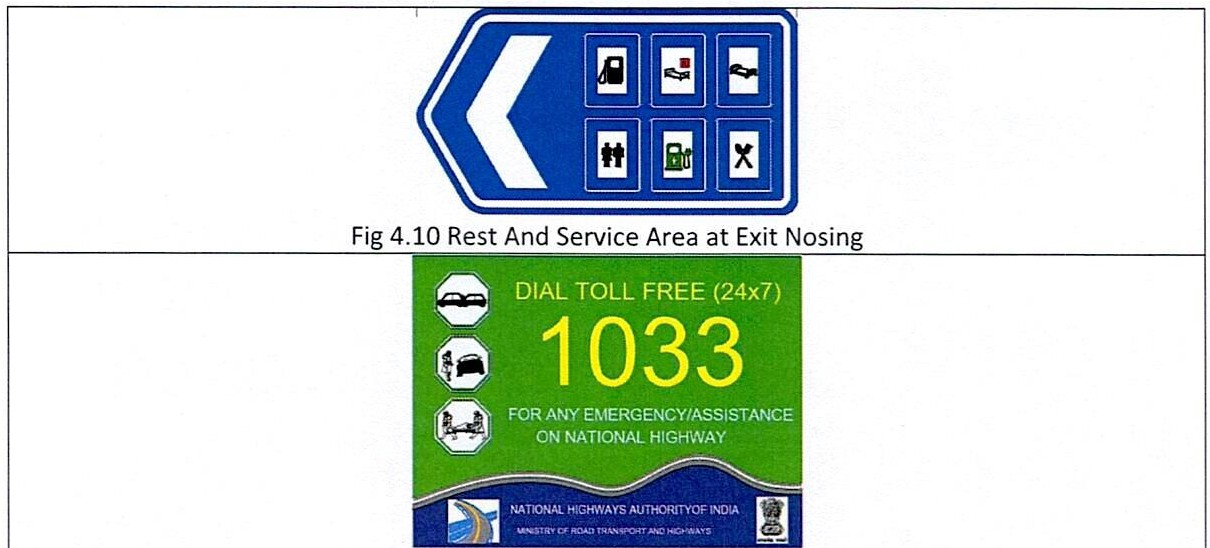 Fig 4.10 Rest And Service Area at Exit Nosing
DIAL TOLL FREE (24x7)
1033
FOR ANY EMERGENCY/ASSISTANCE
ON NATIONAL HIGHWAY
NATIONAL HIGHWAYS AUTHORITYOF INDIA
MINISTRY OF ROAD TRANSPORT AND HIGHWAYS